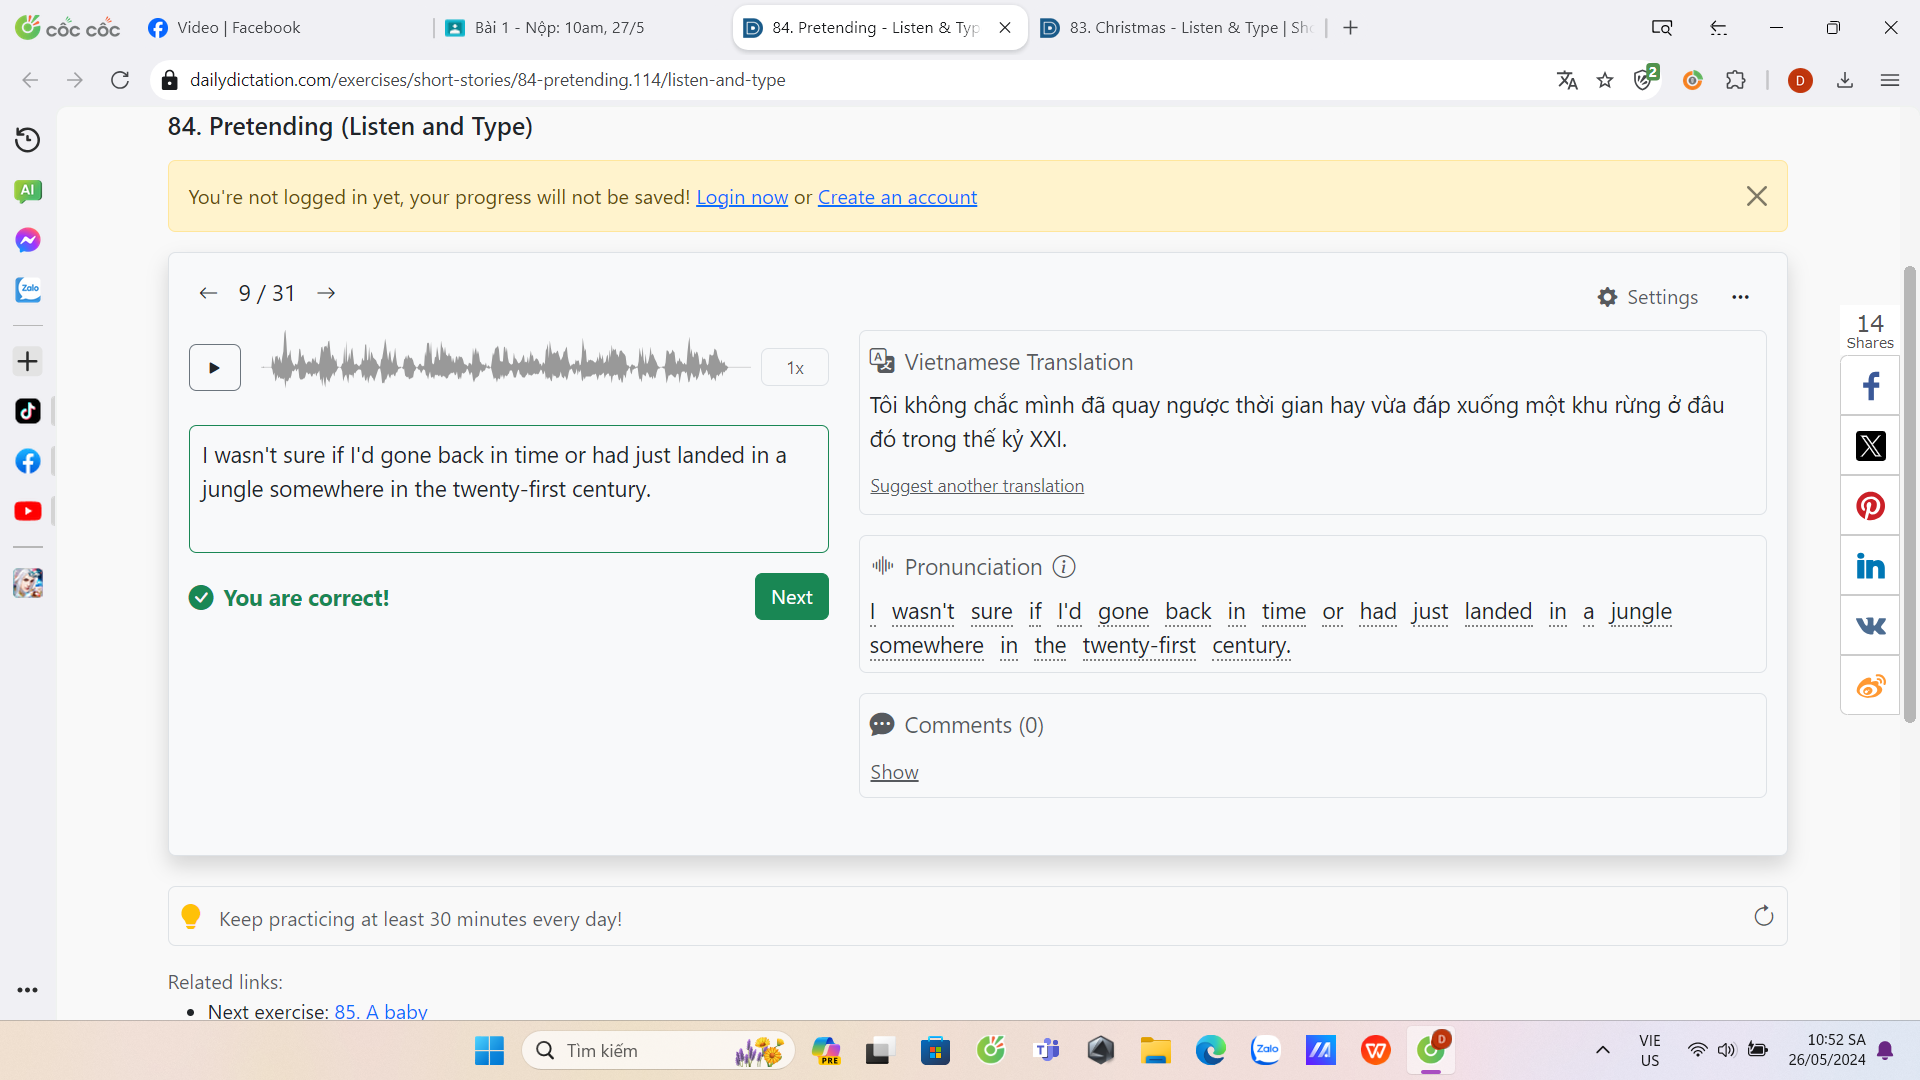 cốc cốc
Video | Facebook
Bài 1 - Nộp: 10am, 27/5
84. Pretending - Listen & Typ
83. Christmas - Listen & Type | Sho
dailydictation.com/exercises/short-stories/84-pretending.114/listen-and-type
2
D
84. Pretending (Listen and Type)
AI
You're not logged in yet, your progress will not be saved! Login now or Create an account
Zalo
9 / 31
Settings
1x
Vietnamese Translation
Tôi không chắc mình đã quay ngược thời gian hay vừa đáp xuống một khu rừng ở đâu
đó trong thế kỷ XXI.
Suggest another translation
14
Shares
I wasn't sure if I'd gone back in time or had just landed in a
jungle somewhere in the twenty-first century.
You are correct!
Next
Pronunciation
I wasn't sure if I'd gone back in time or had just landed in a jungle
somewhere in the twenty-first century.
Comments (0)
Show
Keep practicing at least 30 minutes every day!
Related links:
Next exercise: 85. A baby
Tìm kiếm
PRE
Zalo
D
VIE
US
10:52 SA
26/05/2024